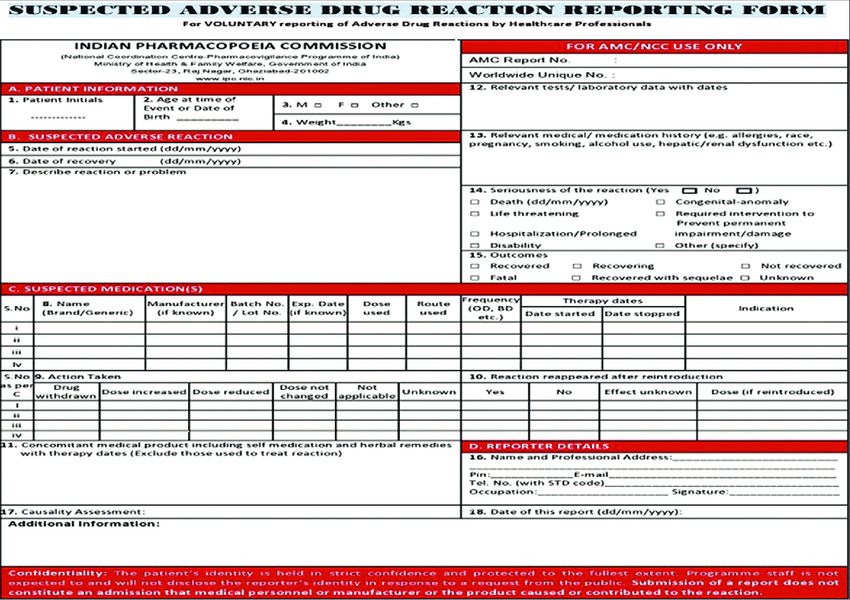 SUSPECTED ADVERSE DRUG REACTION REPORTING FORM
For VOLUNTARY reporting of Adverse Drug Reactions by Healthcare Professionals
INDIAN PHARMACOPOEIA COMMISSION
(National Coordination Centre-Pharmacovigilance Programme of India)
Ministry of Health & Family Welfare, Government of India
Sector-23, Raj Nagar, Ghaziabad-201002
www.ipc.nic.in
FOR AMC/NCC USE ONLY
AMC Report No. :
Worldwide Unique No. :
A. PATIENT INFORMATION
1. Patient Initials
------------
2. Age at time of
Event or Date of
Birth _________
3. M □ F □ Other □
4. Weight________Kgs
12. Relevant tests/ laboratory data with dates
B. SUSPECTED ADVERSE REACTION
5. Date of reaction started (dd/mm/yyyy)
6. Date of recovery (dd/mm/yyyy)
7. Describe reaction or problem
13. Relevant medical/ medication history (e.g. allergies, race,
pregnancy, smoking, alcohol use, hepatic/renal dysfunction etc.)
14. Seriousness of the reaction (Yes □ No □ )
□ Death (dd/mm/yyyy) □ Congenital-anomaly
□ Life threatening □ Required intervention to
Prevent permanent
□ Hospitalization/Prolonged impairment/damage
□ Disability □ Other (specify)
15. Outcomes
□ Recovered □ Recovering □ Not recovered
□ Fatal □ Recovered with sequelae □ Unknown
C. SUSPECTED MEDICATION(S)
S.No
8. Name
(Brand/Generic)
Manufacturer
(if known)
Batch No.
/ Lot No.
Exp. Date
(if known)
Dose
used
Route
used
Frequency
(OD, BD
etc.)
Therapy dates
Date started
Date stopped
Indication
i
ii
iii
iv
S.No
as per
C
9. Action Taken
Drug
withdrawn
Dose increased
Dose reduced
Dose not
changed
Not
applicable
Unknown
10. Reaction reappeared after reintroduction
Yes
No
Effect unknown
Dose (if reintroduced)
i
ii
iii
iv
11. Concomitant medical product including self medication and herbal remedies
with therapy dates (Exclude those used to treat reaction)
D. REPORTER DETAILS
16. Name and Professional Address:______________________
Pin:____________E-mail______________________
Tel. No. (with STD code)______________________
Occupation:______________________ Signature:______________________
17. Causality Assessment:
18. Date of this report (dd/mm/yyyy):
Additional Information:
Confidentiality: The patient's identity is held in strict confidence and protected to the fullest extent. Programme staff is not
expected to and will not disclose the reporter's identity in response to a request from the public. Submission of a report does not
constitute an admission that medical personnel or manufacturer or the product caused or contributed to the reaction.